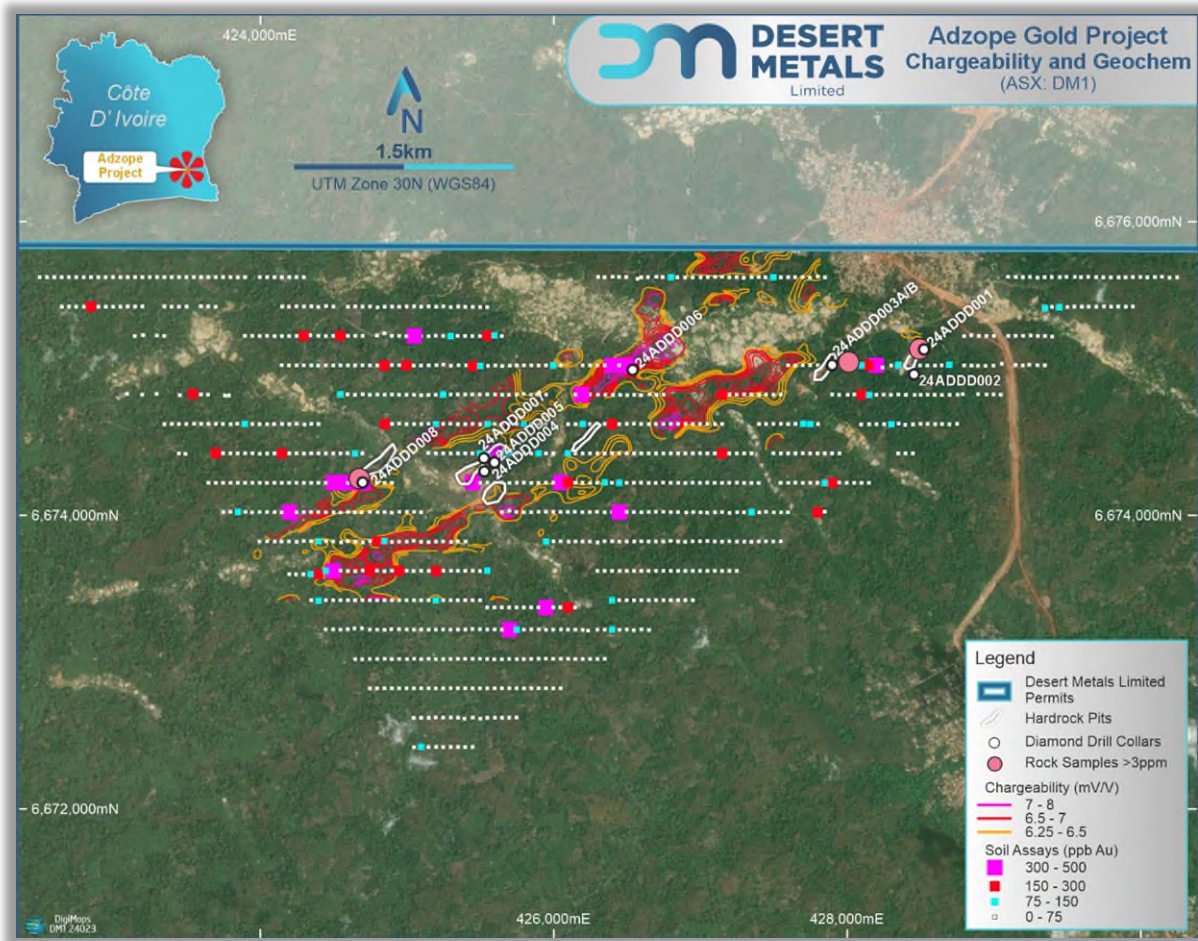 424,000mE
DM DESERT
METALS
Limited
Adzope Gold Project
Chargeability and Geochem
(ASX: DM1)
Côte
D' Ivoire
Adzope
Project
N
1.5km
UTM Zone 30N (WGS84)
6,676,000mN
24ADDD003A/B
24ADDD001
24ADDD006
24ADDD002
24ADDD007
24ADDD005
24ADDD004
24ADDD008
6,674,000mN
6,674,000mN
6,672,000mN
426,000mE
428,000mE
Legend
Desert Metals Limited
Permits
Hardrock Pits
Diamond Drill Collars
Rock Samples >3ppm
Chargeability (mV/V)
7 - 8
6.5 - 7
6.25 - 6.5
Soil Assays (ppb Au)
300 - 500
150 - 300
75 - 150
0 - 75
DigiMaps
DM1 24023